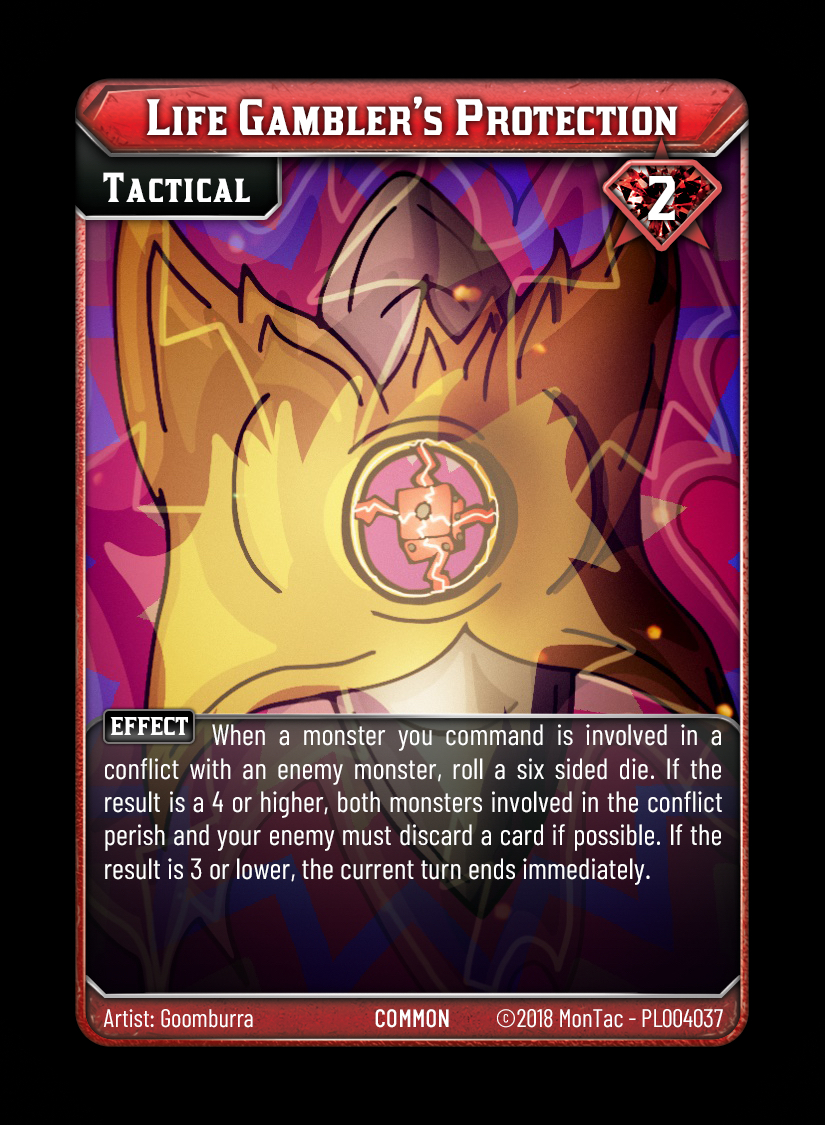 Life Gambler's Protection
Tactical
2
EFFECT When a monster you command is involved in a
conflict with an enemy monster, roll a six sided die. If the
result is a 4 or higher, both monsters involved in the conflict
perish and your enemy must discard a card if possible. If the
result is 3 or lower, the current turn ends immediately.
Artist: Goomburra COMMON ©2018 MonTac - PL004037